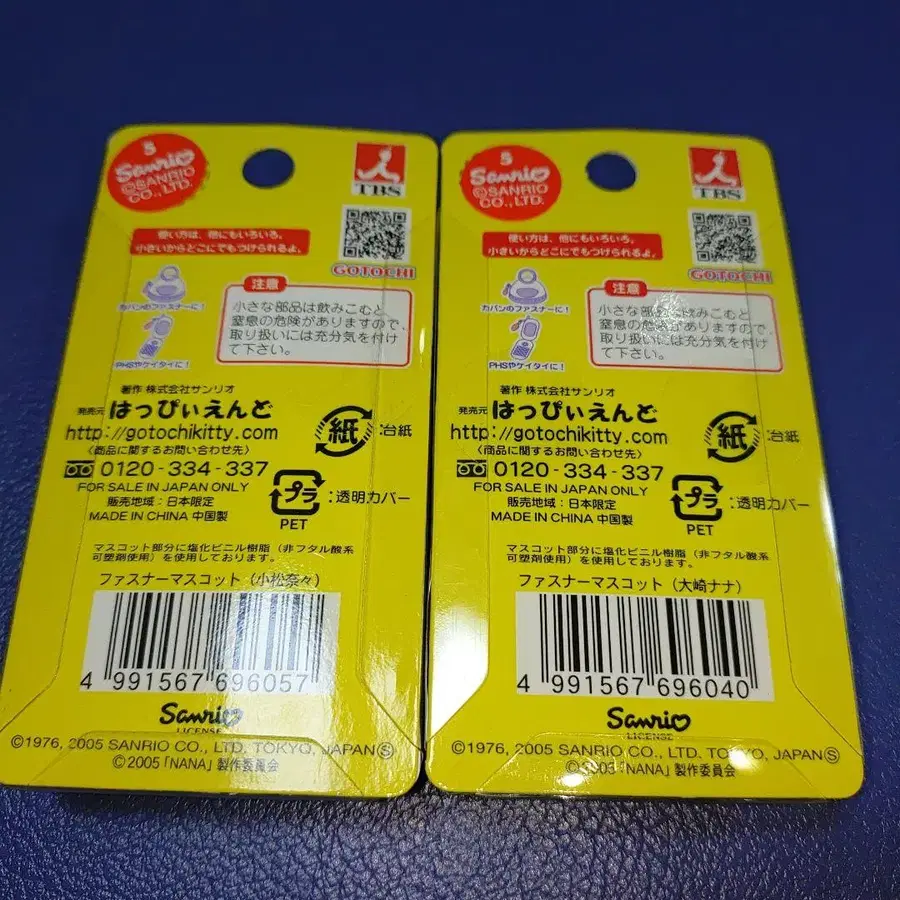 5
Sanrio
©SANRIO
CO., LTD.
TBS
使い方は、他にもいろいろ。
小さいからどこにでもつけられるよ。
GOTOCHI
カバンのファスナーに!
PHSやケイタイに!
注意
小さな部品は飲みこむと、
窒息の危険がありますので、
取り扱いには充分気を付け
て下さい。
著作 株式会社サンリオ
発売元 はっぴぃえんど
http://gotochikitty.com
〈商品に関するお問い合わせ先〉
0120-334-337
FOR SALE IN JAPAN ONLY
販売地域:日本限定
MADE IN CHINA 中国製
紙 :台紙
プラ :透明カバー
PET
マスコット部分に塩化ビニル樹脂(非フタル酸系
可塑剤使用)を使用しております。
ファスナーマスコット(小松奈々)
4 991567 696057
Sanrio
LICENSE
©1976, 2005 SANRIO CO., LTD. TOKYO, JAPAN Ⓢ
©2005「NANA」製作委員会
5
Sanrio
©SANRIO
CO., LTD.
TBS
使い方は、他にもいろいろ。
小さいからどこにでもつけられるよ。
GOTOCHI
カバンのファスナーに!
PHSやケイタイに!
注意
小さな部品は飲みこむと、
窒息の危険がありますので、
取り扱いには充分気を付け
て下さい。
著作 株式会社サンリオ
発売元 はっぴぃえんど
http://gotochikitty.com
〈商品に関するお問い合わせ先〉
0120-334-337
FOR SALE IN JAPAN ONLY
販売地域:日本限定
MADE IN CHINA 中国製
紙 :台紙
プラ :透明カバー
PET
マスコット部分に塩化ビニル樹脂(非フタル酸系
可塑剤使用)を使用しております。
ファスナーマスコット(大崎ナナ)
4 991567 696040
Sanrio
LICENSE
©1976, 2005 SANRIO CO., LTD. TOKYO, JAPAN Ⓢ
©2005「NANA」製作委員会